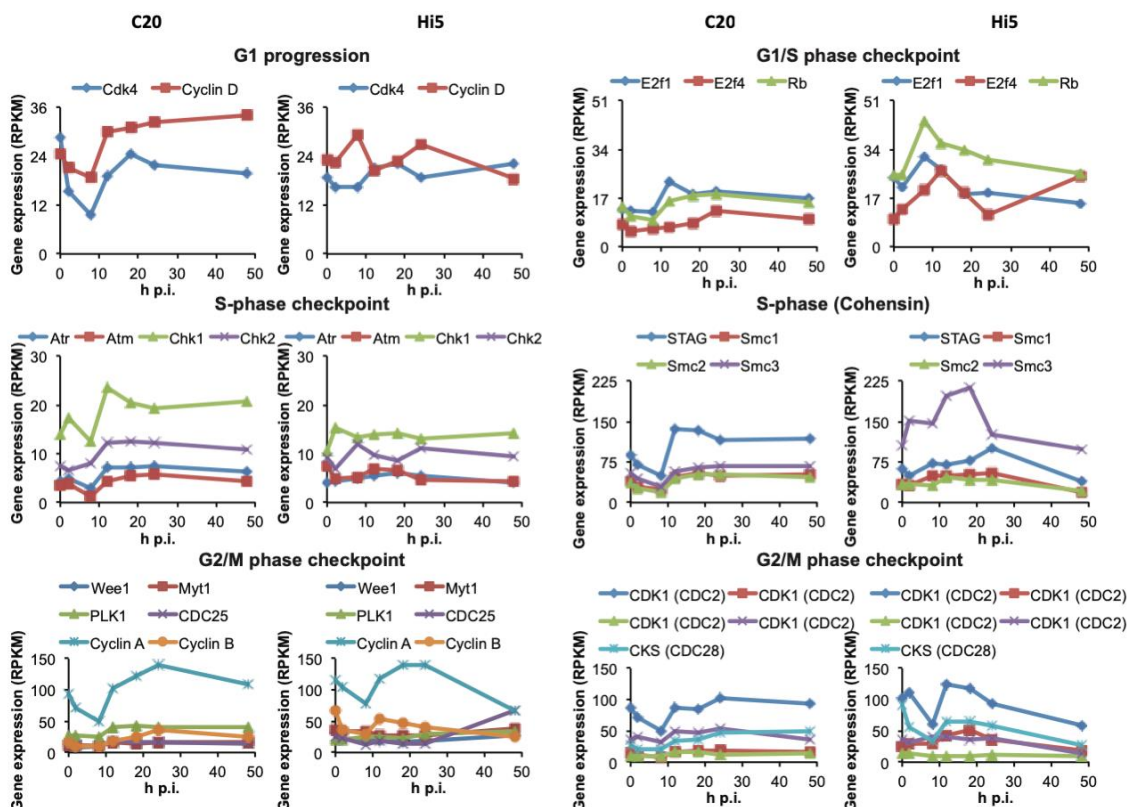 C20 Hi5 C20 Hi5
G1 progression G1/S phase checkpoint
Cdk4 Cyclin D Cdk4 Cyclin D E2f1 E2f4 Rb E2f1 E2f4 Rb
Gene expression (RPKM)
36
24
12
0
0 10 20 30 40 50
h p.i.
Gene expression (RPKM)
36
24
12
0
0 10 20 30 40 50
h p.i.
Gene expression (RPKM)
51
34
17
0
0 10 20 30 40 50
h p.i.
Gene expression (RPKM)
51
34
17
0
0 10 20 30 40 50
h p.i.
S-phase checkpoint S-phase (Cohensin)
Atr Atm Chk1 Chk2 Atr Atm Chk1 Chk2
STAG Smc1 STAG Smc1
Smc2 Smc3 Smc2 Smc3
Gene expression (RPKM)
30
20
10
0
0 10 20 30 40 50
h p.i.
Gene expression (RPKM)
30
20
10
0
0 10 20 30 40 50
h p.i.
Gene expression (RPKM)
225
150
75
0
0 10 20 30 40 50
h p.i.
Gene expression (RPKM)
225
150
75
0
0 10 20 30 40 50
h p.i.
G2/M phase checkpoint G2/M phase checkpoint
Wee1 Myt1 Wee1 Myt1
PLK1 CDC25 PLK1 CDC25
Cyclin A Cyclin B Cyclin A Cyclin B
CDK1 (CDC2) CDK1 (CDC2) CDK1 (CDC2) CDK1 (CDC2)
CDK1 (CDC2) CDK1 (CDC2) CDK1 (CDC2) CDK1 (CDC2)
CKS (CDC28) CKS (CDC28)
Gene expression (RPKM)
150
100
50
0
0 10 20 30 40 50
h p.i.
Gene expression (RPKM)
150
100
50
0
0 10 20 30 40 50
h p.i.
Gene expression (RPKM)
150
100
50
0
0 10 20 30 40 50
h p.i.
Gene expression (RPKM)
150
100
50
0
0 10 20 30 40 50
h p.i.